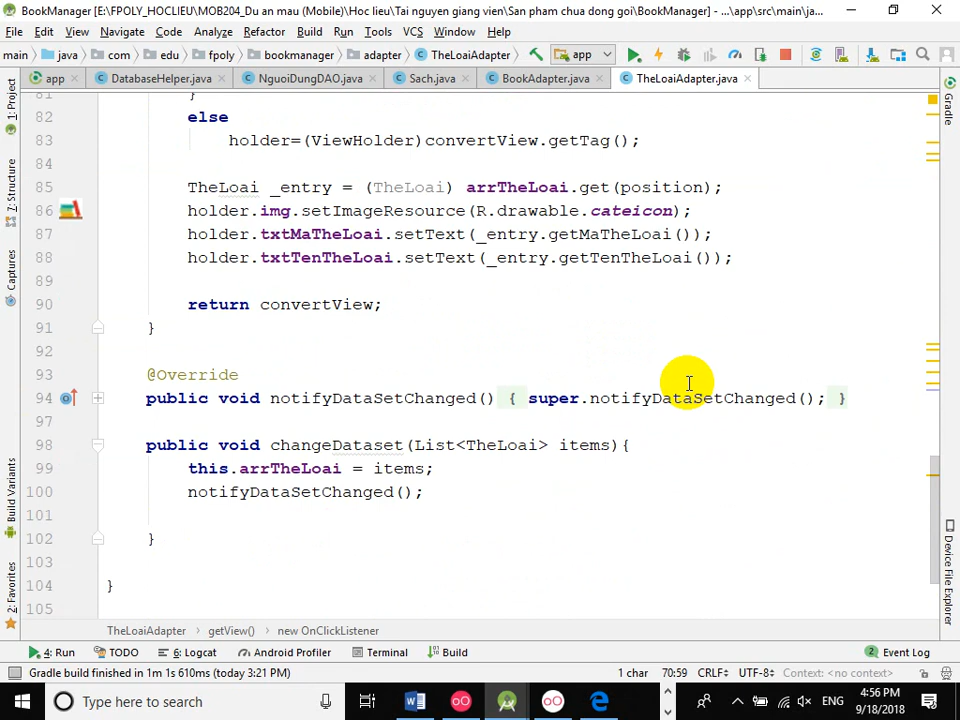 BookManager [E:\FPOLY_HOCLIEU\MOB204_Du an mau (Mobile)\Hoc lieu\Tai nguyen giang vien\San pham chua dong goi\BookManager] - ...\app\src\main\ja...
File Edit View Navigate Code Analyze Refactor Build Run Tools VCS Window Help
main java com edu fpoly bookmanager adapter TheLoaiAdapter app
app DatabaseHelper.java NguoiDungDAO.java Sach.java BookAdapter.java TheLoaiAdapter.java
81 }
82 else
83 holder=(ViewHolder)convertView.getTag();
84
85 TheLoai _entry = (TheLoai) arrTheLoai.get(position);
86 holder.img.setImageResource(R.drawable.cateicon);
87 holder.txtMaTheLoai.setText(_entry.getMaTheLoai());
88 holder.txtTenTheLoai.setText(_entry.getTenTheLoai());
89
90 return convertView;
91 }
92
93 @Override
94 public void notifyDataSetChanged() { super.notifyDataSetChanged(); }
97
98 public void changeDataset(List<TheLoai> items){
99 this.arrTheLoai = items;
100 notifyDataSetChanged();
101
102 }
103
104 }
105
1: Project
7: Structure
Captures
Build Variants
2: Favorites
Gradle
Device File Explorer
TheLoaiAdapter getView() new OnClickListener
4: Run TODO 6: Logcat Android Profiler Terminal Build 2 Event Log
Gradle build finished in 1m 1s 610ms (today 3:21 PM) 1 char 70:59 CRLF÷ UTF-8÷ Context: <no context>
Type here to search ENG 4:56 PM
9/18/2018